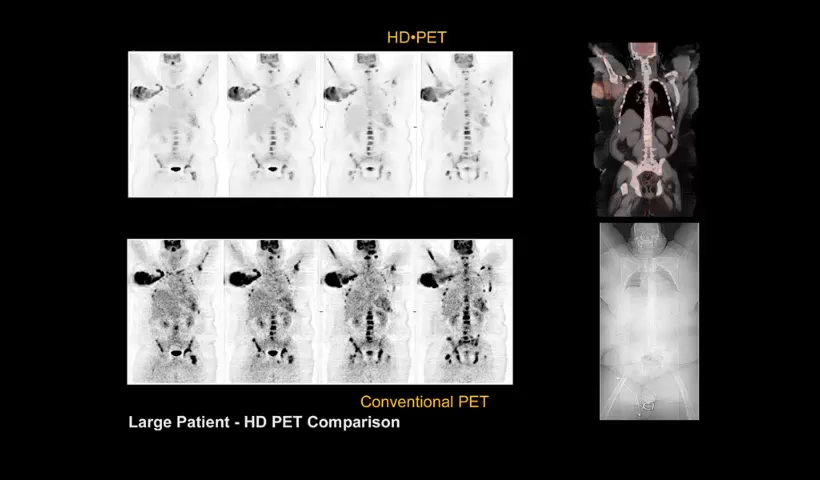 HD•PET
Conventional PET
Large Patient - HD PET Comparison